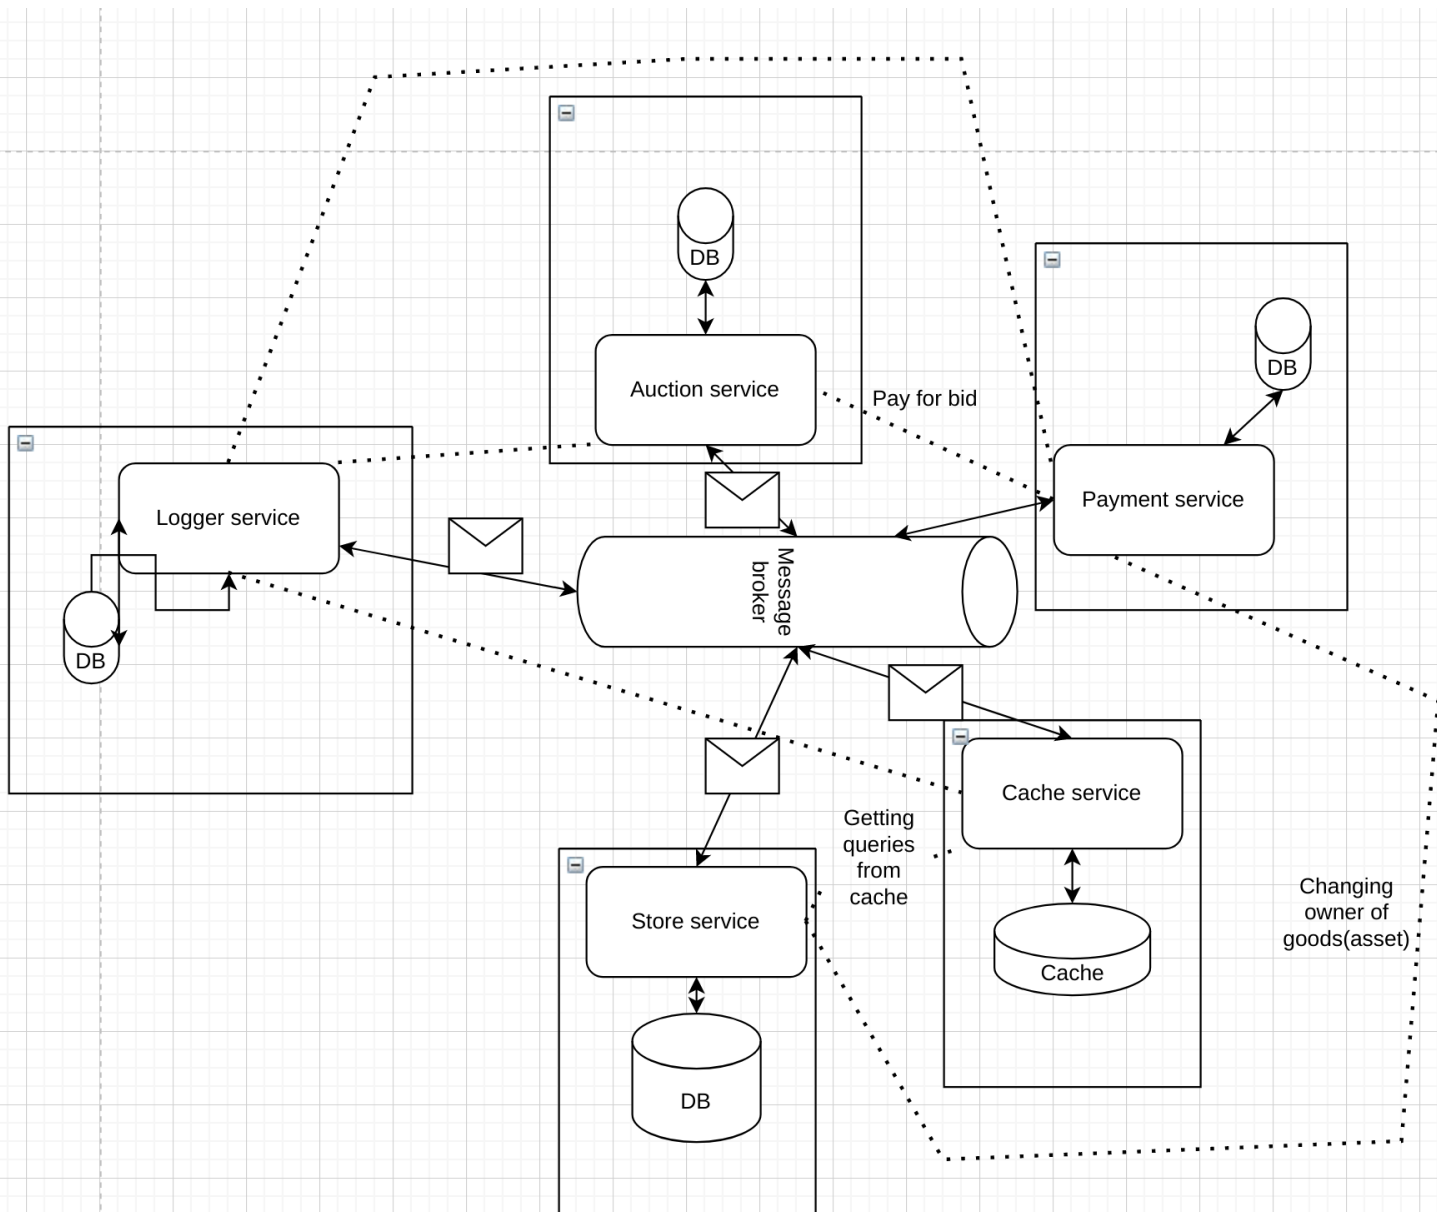 DB
Auction service
Pay for bid
DB
Payment service
Logger service
DB
Message
broker
Cache service
Getting
queries
from
cache
Cache
Changing
owner of
goods(asset)
Store service
DB